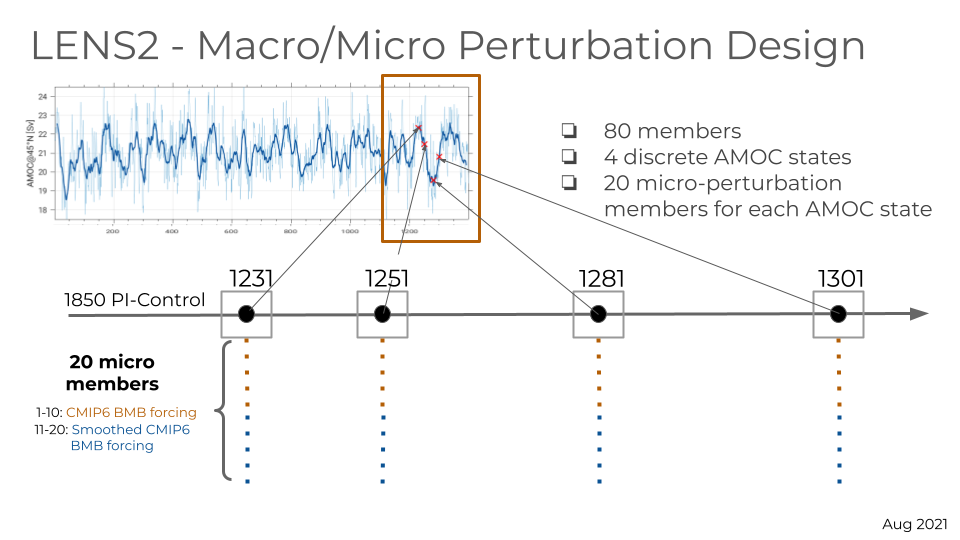 LENS2 - Macro/Micro Perturbation Design
AMOC@45°N [Sv]
24
23
22
21
20
19
18
200
400
600
800
1000
1200
80 members
4 discrete AMOC states
20 micro-perturbation
members for each AMOC state
1231
1251
1281
1301
1850 PI-Control
20 micro
members
1-10: CMIP6 BMB forcing
11-20: Smoothed CMIP6
BMB forcing
Aug 2021